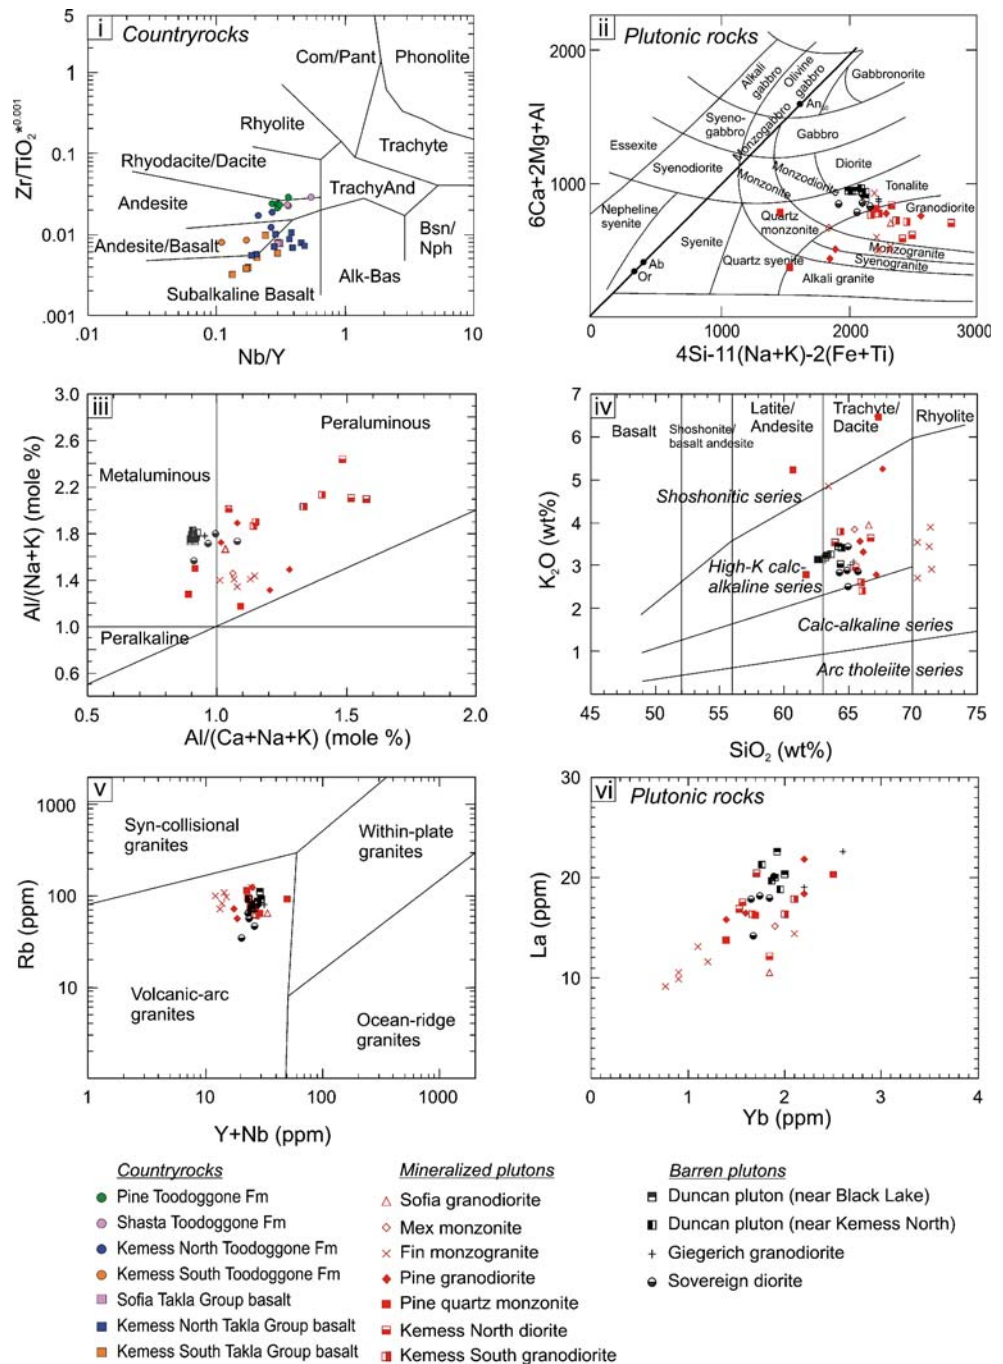 i
Countryrocks
Com/Pant
Phonolite
Rhyolite
Trachyte
Rhyodacite/Dacite
TrachyAnd
Andesite
Andesite/Basalt
Bsn/
Nph
Alk-Bas
Subalkaline Basalt
5
1
0.1
0.01
.001
Zr/TiO2*0.001
.01
0.1
1
10
Nb/Y
ii
Plutonic rocks
Alkali
gabbro
Olivine
gabbro
Gabbronorite
Syeno-
gabbro
Monzogabbro
Gabbro
Essexite
Syenodiorite
Monzonite
Monzodiorite
Diorite
Tonalite
Granodiorite
Nepheline
syenite
Quartz
monzonite
Syenite
Quartz syenite
Monzogranite
Syenogranite
Alkali granite
Ab
Or
2000
1000
0
6Ca+2Mg+Al
0
1000
2000
3000
4Si-11(Na+K)-2(Fe+Ti)
iii
Peraluminous
Metaluminous
Peralkaline
3.0
2.6
2.2
1.8
1.4
1.0
0.6
Al/(Na+K) (mole %)
0.5
1.0
1.5
2.0
Al/(Ca+Na+K) (mole %)
iv
Basalt
Shoshonite/
basalt andesite
Latite/
Andesite
Trachyte/
Dacite
Rhyolite
Shoshonitic series
High-K calc-
alkaline series
Calc-alkaline series
Arc tholeiite series
7
6
5
4
3
2
1
K2O (wt%)
45
50
55
60
65
70
75
SiO2 (wt%)
v
Syn-collisional
granites
Within-plate
granites
Volcanic-arc
granites
Ocean-ridge
granites
1000
100
10
1
Rb (ppm)
1
10
100
1000
Y+Nb (ppm)
vi
Plutonic rocks
30
20
10
0
La (ppm)
0
1
2
3
4
Yb (ppm)
Countryrocks
Pine Toodoggone Fm
Shasta Toodoggone Fm
Kemess North Toodoggone Fm
Kemess South Toodoggone Fm
Sofia Takla Group basalt
Kemess North Takla Group basalt
Kemess South Takla Group basalt
Mineralized plutons
Sofia granodiorite
Mex monzonite
Fin monzogranite
Pine granodiorite
Pine quartz monzonite
Kemess North diorite
Kemess South granodiorite
Barren plutons
Duncan pluton (near Black Lake)
Duncan pluton (near Kemess North)
Giegerich granodiorite
Sovereign diorite